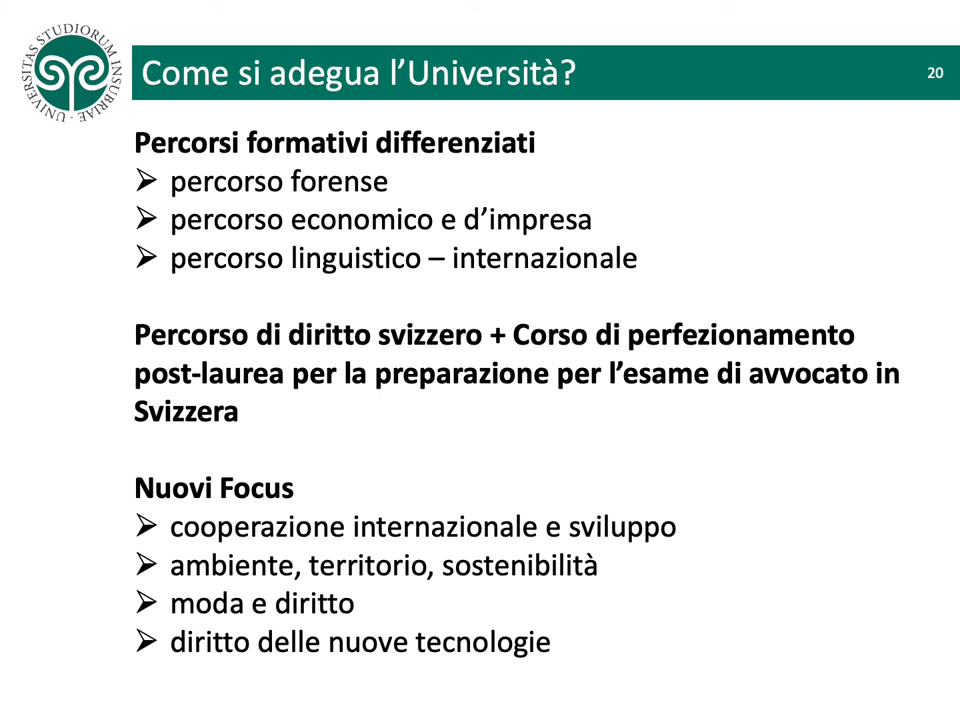 UNIVERSITAS STUDIORUM INSUBRIAE
Come si adegua l’Università?
20
Percorsi formativi differenziati
➢ percorso forense
➢ percorso economico e d’impresa
➢ percorso linguistico – internazionale
Percorso di diritto svizzero + Corso di perfezionamento
post-laurea per la preparazione per l’esame di avvocato in
Svizzera
Nuovi Focus
➢ cooperazione internazionale e sviluppo
➢ ambiente, territorio, sostenibilità
➢ moda e diritto
➢ diritto delle nuove tecnologie